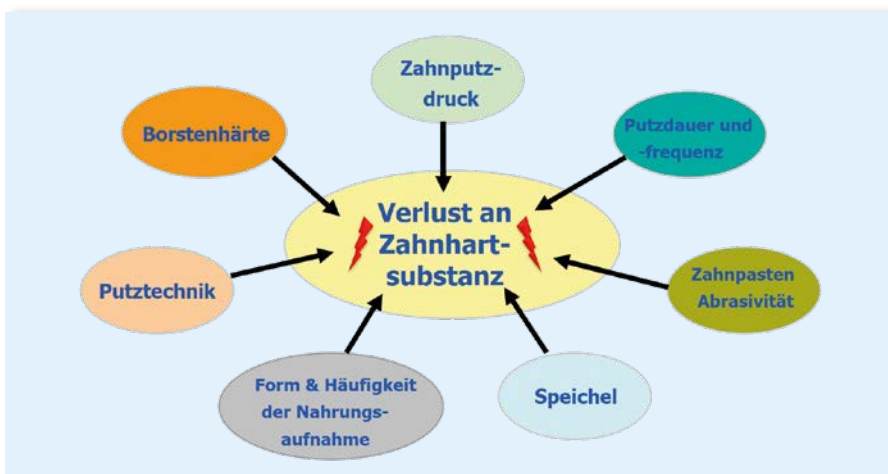 Zahnputz-
druck
Borstenhärte
Putzdauer und
-frequenz
Verlust an
Zahnhart-
substanz
Putztechnik
Zahnpasten
Abrasivität
Form & Häufigkeit
der Nahrungs-
aufnahme
Speichel